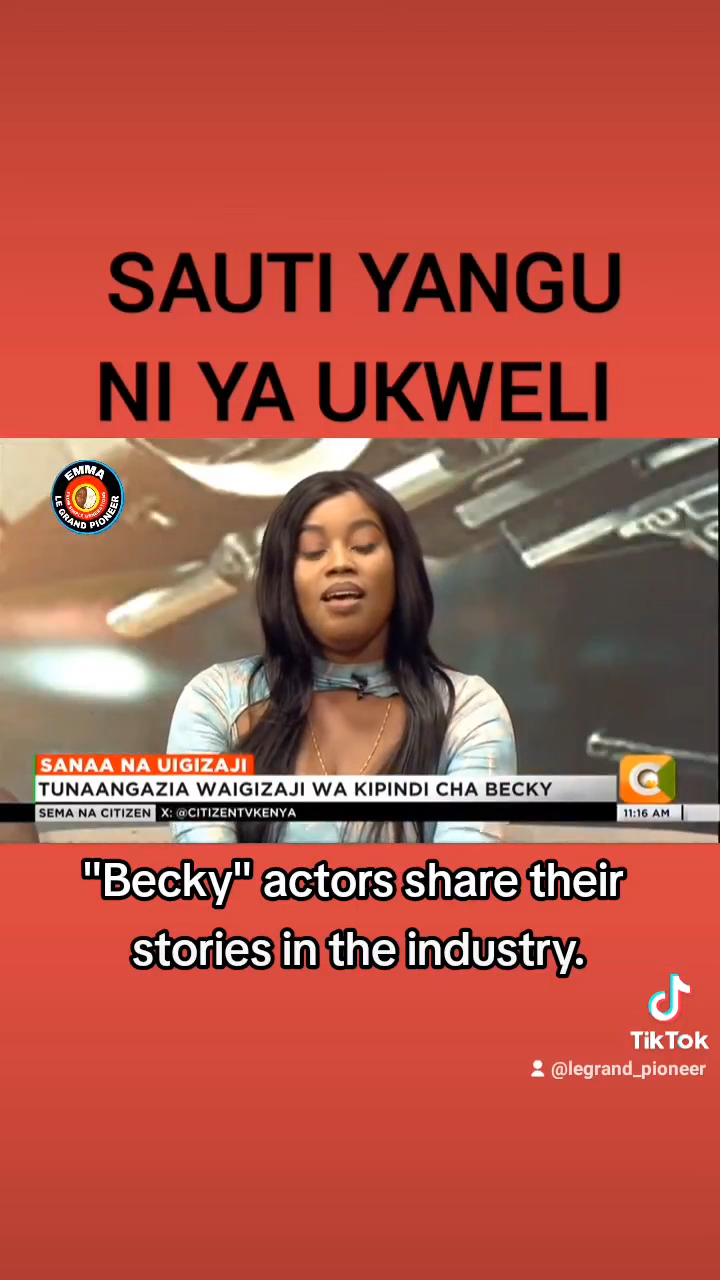 SAUTI YANGU
NI YA UKWELI
EMMA
LE GRAND PIONEER
SANAA NA UIGIZAJI
TUNAANGAZIA WAIGIZAJI WA KIPINDI CHA BECKY
SEMA NA CITIZEN X: @CITIZENTVKENYA
11:16 AM
"Becky" actors share their
stories in the industry.
TikTok
@legrand_pioneer